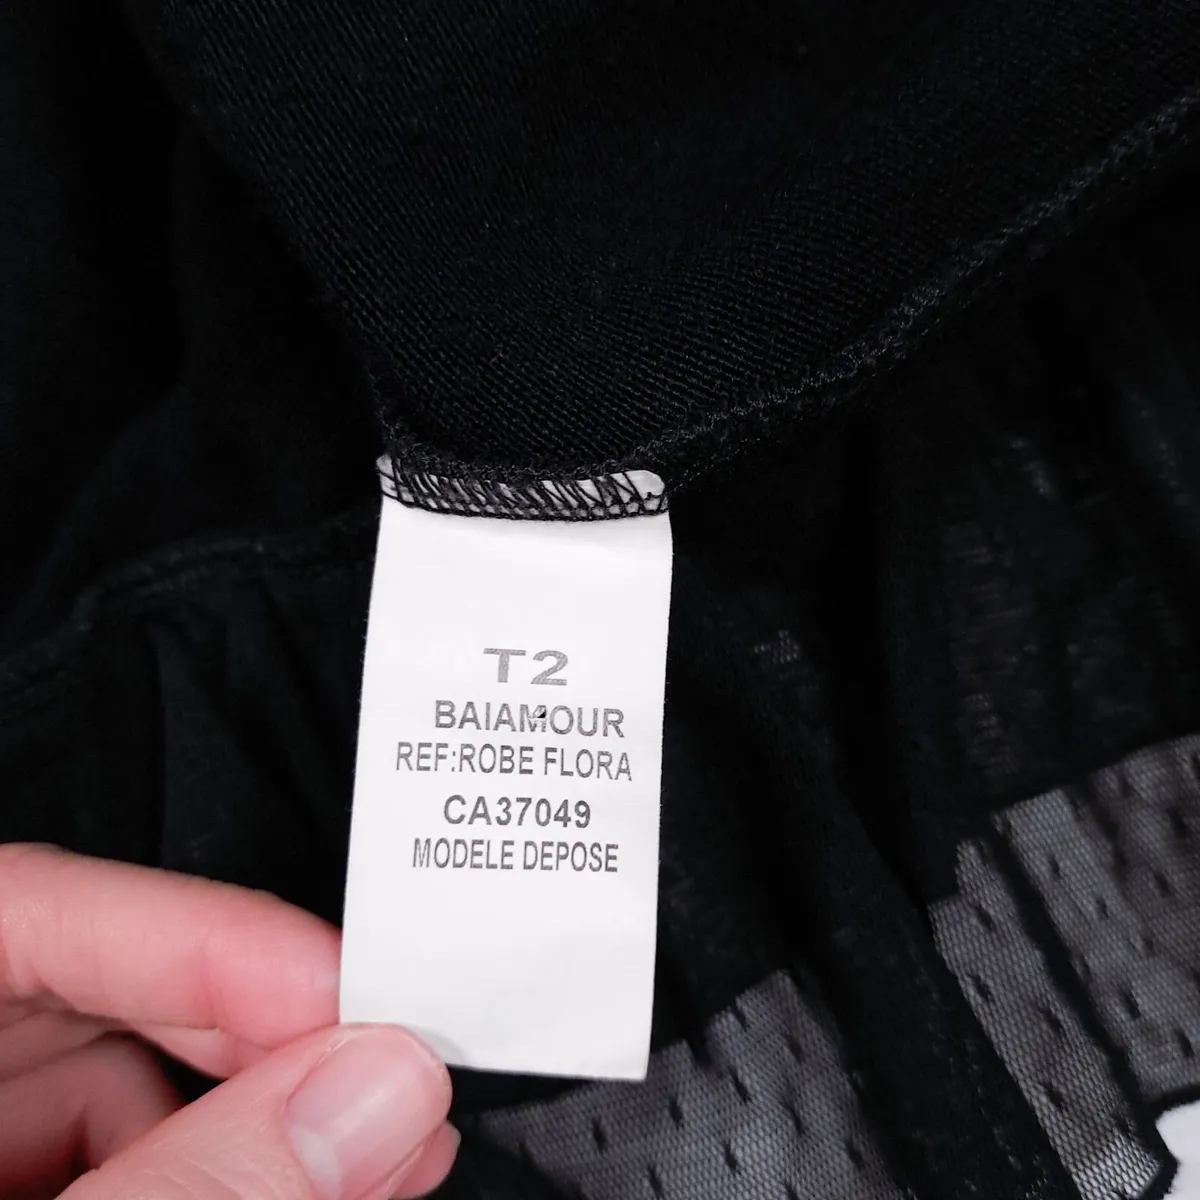 T2
BAIAMOUR
REF:ROBE FLORA
CA37049
MODELE DEPOSE